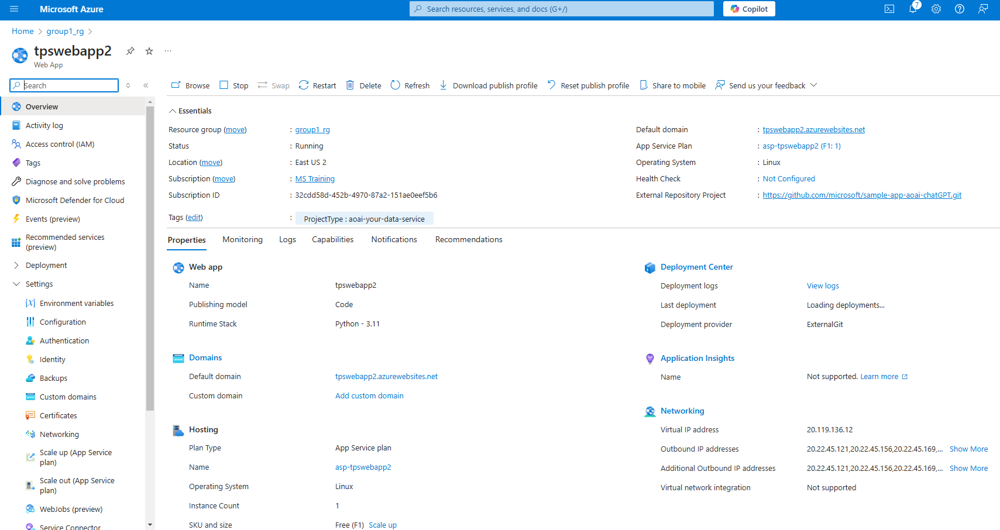 Microsoft Azure
Search resources, services, and docs (G+/)
Copilot
7
Home
group1_rg
tpswebapp2
Web App
Search
Browse
Stop
Swap
Restart
Delete
Refresh
Download publish profile
Reset publish profile
Share to mobile
Send us your feedback
Overview
Activity log
Access control (IAM)
Tags
Diagnose and solve problems
Microsoft Defender for Cloud
Events (preview)
Recommended services
(preview)
Deployment
Settings
Environment variables
Configuration
Authentication
Identity
Backups
Custom domains
Certificates
Networking
Scale up (App Service
plan)
Scale out (App Service
plan)
WebJobs (preview)
Service Connector
Essentials
Resource group (move) : group1_rg
Status : Running
Location (move) : East US 2
Subscription (move) : MS Training
Subscription ID : 32cdd58d-452b-4970-87a2-151ae0eef5b6
Tags (edit) : ProjectType : aoai-your-data-service
Default domain : tpswebapp2.azurewebsites.net
App Service Plan : asp-tpswebapp2 (F1: 1)
Operating System : Linux
Health Check : Not Configured
External Repository Project : https://github.com/microsoft/sample-app-aoai-chatGPT.git
Properties
Monitoring
Logs
Capabilities
Notifications
Recommendations
Web app
Name tpswebapp2
Publishing model Code
Runtime Stack Python - 3.11
Domains
Default domain tpswebapp2.azurewebsites.net
Custom domain Add custom domain
Hosting
Plan Type App Service plan
Name asp-tpswebapp2
Operating System Linux
Instance Count 1
SKU and size Free (F1) Scale up
Deployment Center
Deployment logs View logs
Last deployment Loading deployments...
Deployment provider ExternalGit
Application Insights
Name Not supported. Learn more
Networking
Virtual IP address 20.119.136.12
Outbound IP addresses 20.22.45.121,20.22.45.156,20.22.45.169,... Show More
Additional Outbound IP addresses 20.22.45.121,20.22.45.156,20.22.45.169,... Show More
Virtual network integration Not supported